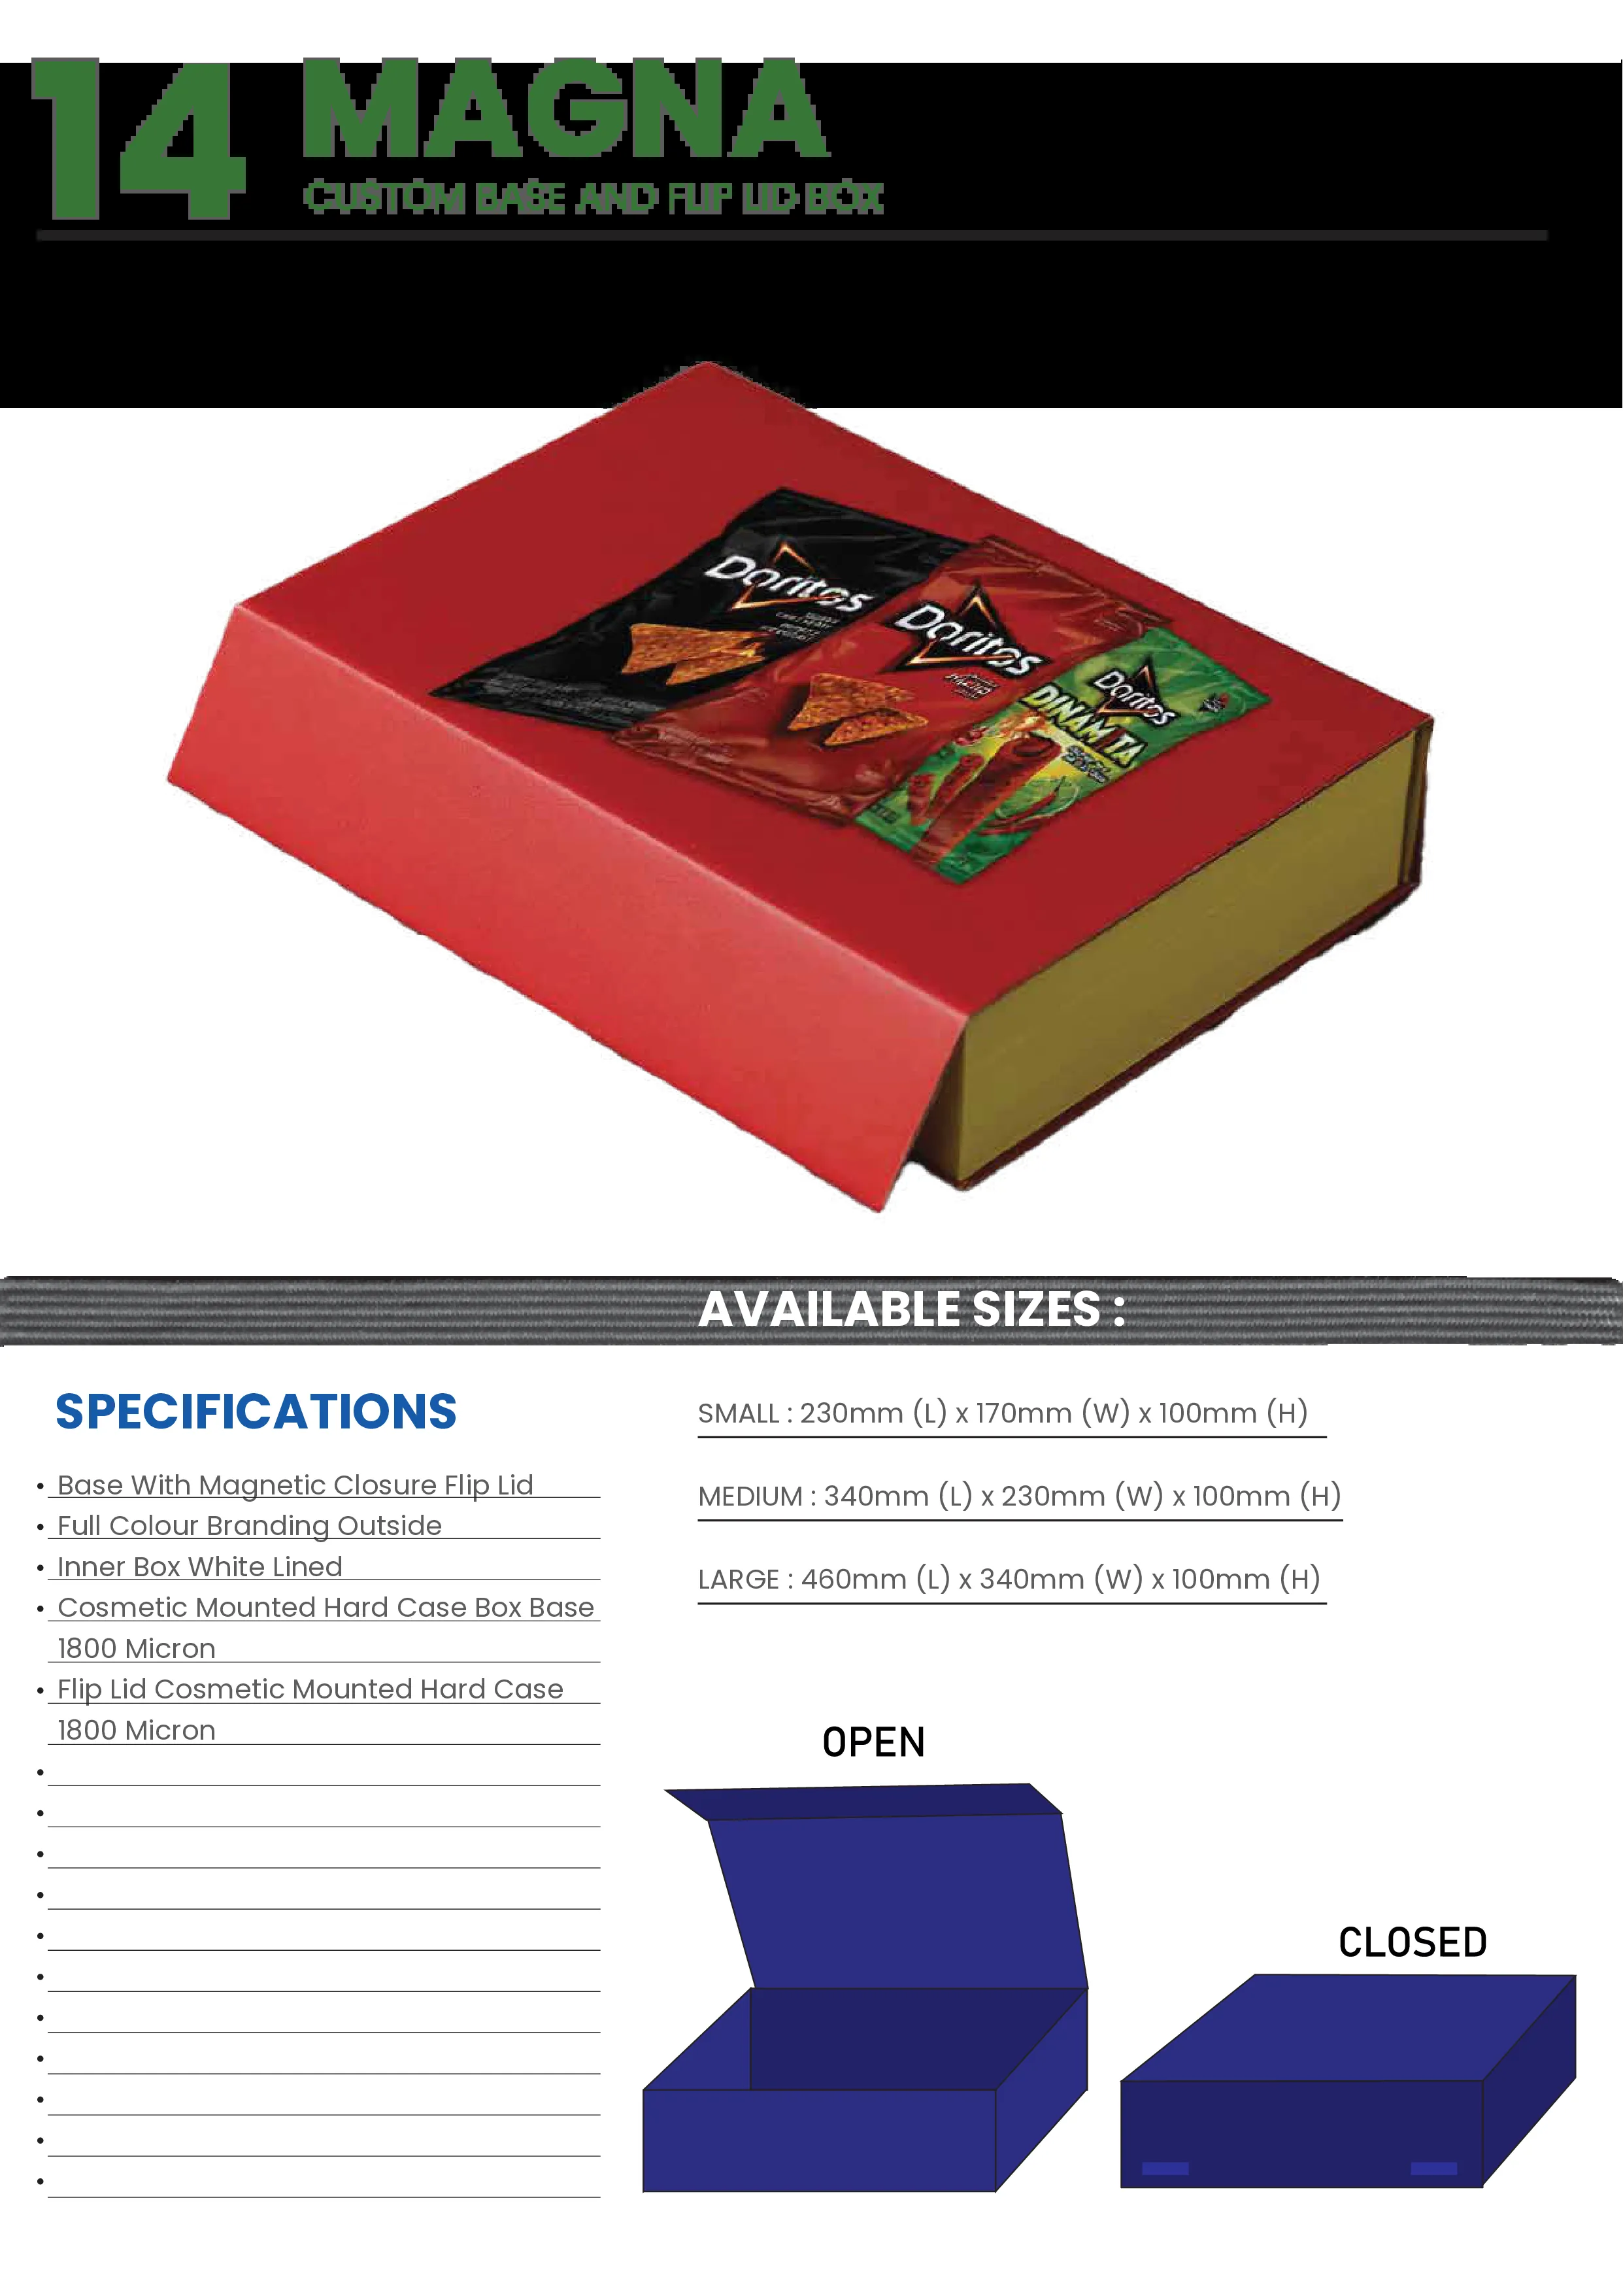 14
MAGNA
CUSTOM BASE AND FLIP LID BOX
Doritos
Doritos
Doritos
DINAMITA
AVAILABLE SIZES :
SPECIFICATIONS
• Base With Magnetic Closure Flip Lid
• Full Colour Branding Outside
• Inner Box White Lined
• Cosmetic Mounted Hard Case Box Base
1800 Micron
• Flip Lid Cosmetic Mounted Hard Case
1800 Micron
SMALL : 230mm (L) x 170mm (W) x 100mm (H)
MEDIUM : 340mm (L) x 230mm (W) x 100mm (H)
LARGE : 460mm (L) x 340mm (W) x 100mm (H)
OPEN
CLOSED